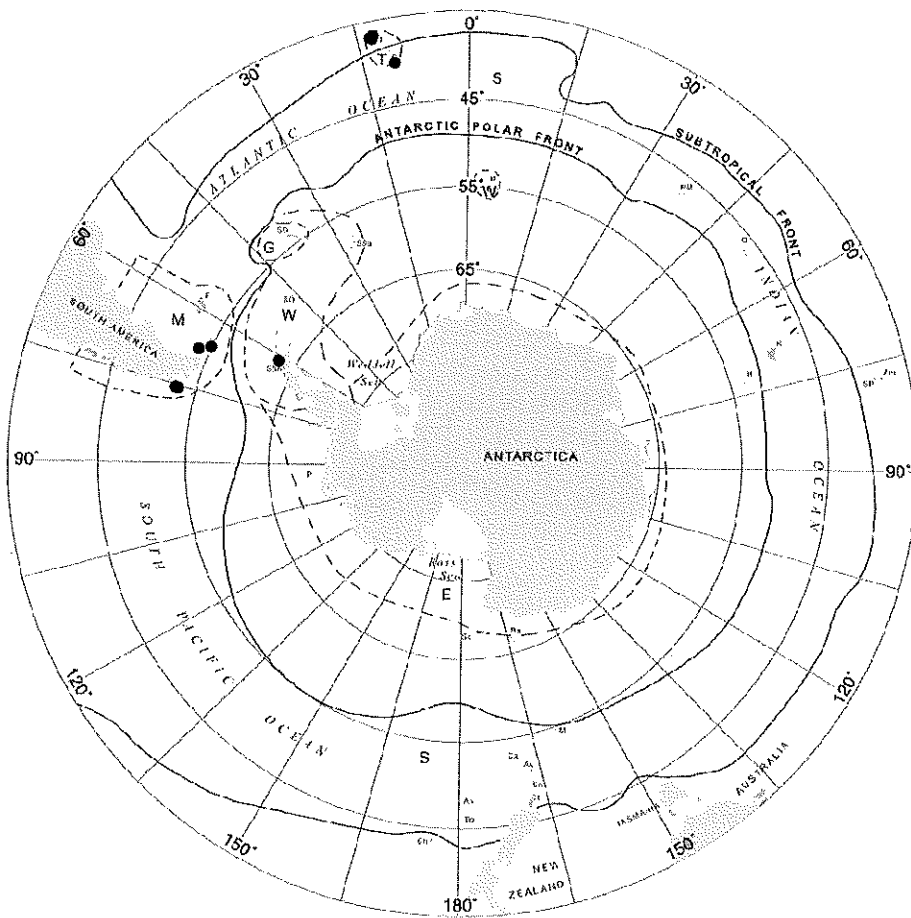 0°
30°
T
S
30°
45°
ATLANTIC OCEAN
ANTARCTIC POLAR FRONT
SUBTROPICAL FRONT
55°
W
60°
60°
G
65°
INDIAN OCEAN
F
W
M
SOUTH AMERICA
Weddell Sea
H
90°
ANTARCTICA
90°
P
SOUTH PACIFIC OCEAN
Ross Sea
E
120°
120°
M
S
AUSTRALIA
TASMANIA
150°
150°
NEW
ZEALAND
180°